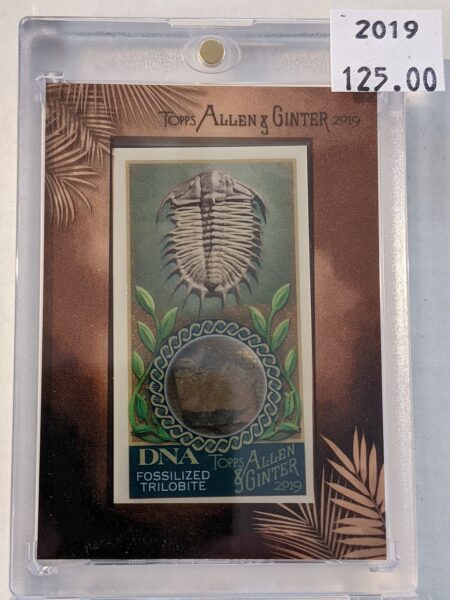 2019
125.00
TOPPS ALLEN & GINTER 2019
DNA
FOSSILIZED
TRILOBITE
TOPPS ALLEN
& GINTER
2019